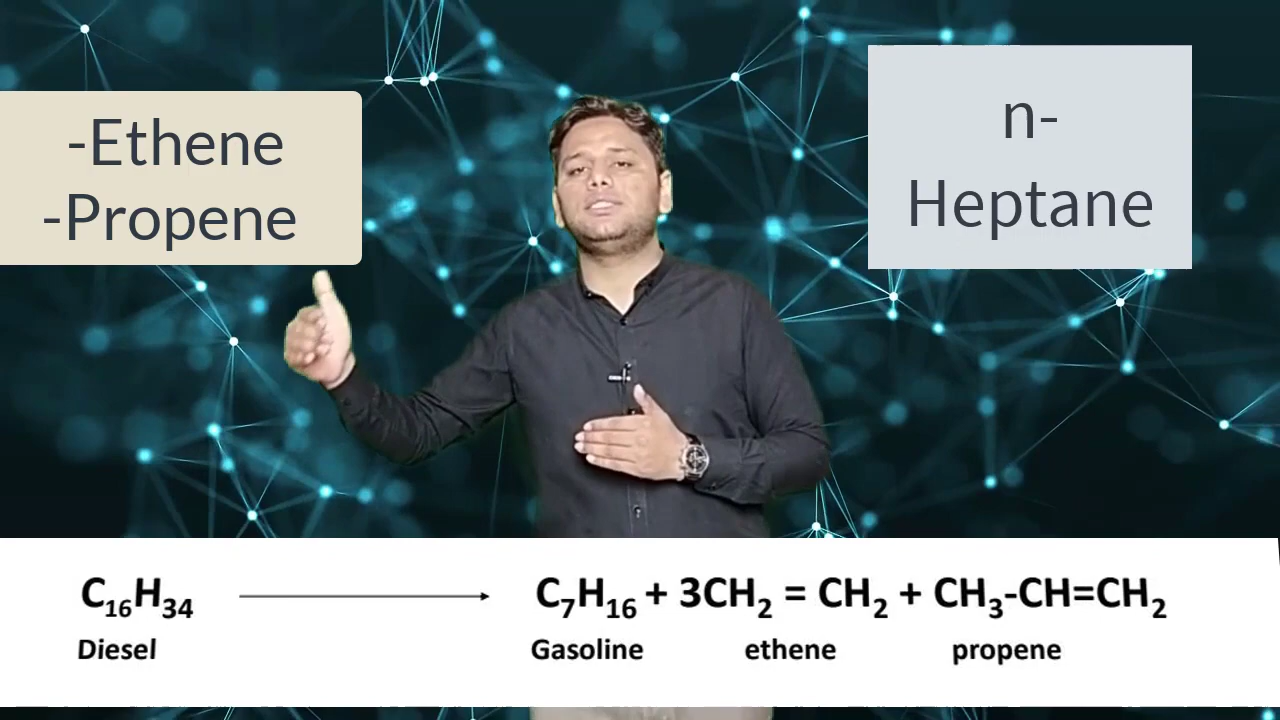 -Ethene
-Propene
n-
Heptane
C₁₆H₃₄ ⟶ C₇H₁₆ + 3CH₂ = CH₂ + CH₃-CH=CH₂
Diesel Gasoline ethene propene